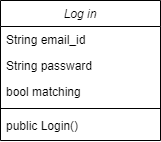 Log in
String email_id
String passward
bool matching
public Login()